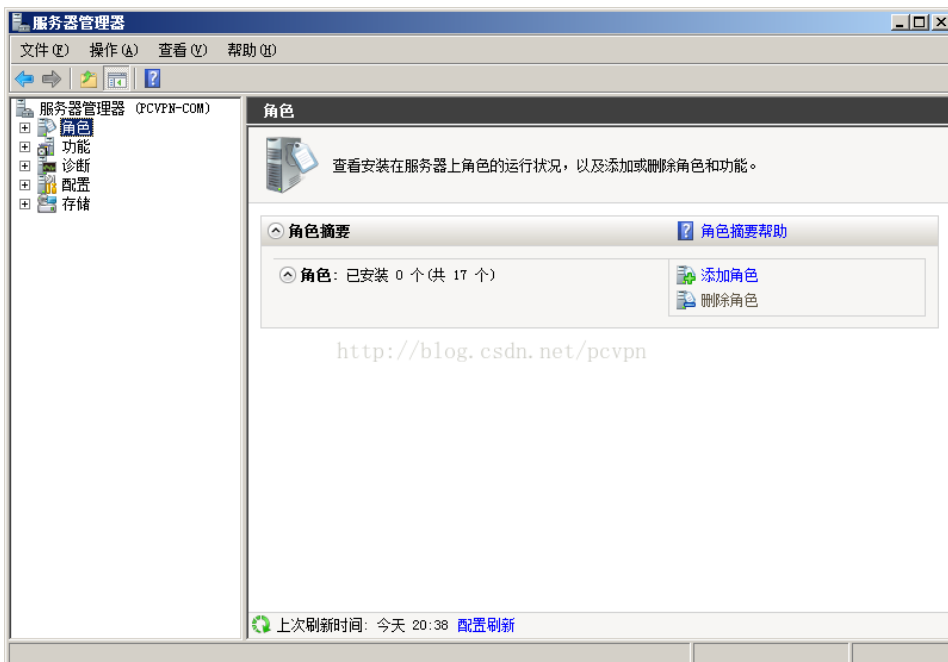 服务器管理器
文件(F) 操作(A) 查看(V) 帮助(H)
服务器管理器 (PCVPN-COM)
角色
功能
诊断
配置
存储
角色
查看安装在服务器上角色的运行状况，以及添加或删除角色和功能。
角色摘要
角色摘要帮助
角色: 已安装 0 个(共 17 个)
添加角色
删除角色
http://blog.csdn.net/pcvpn
上次刷新时间: 今天 20:38 配置刷新